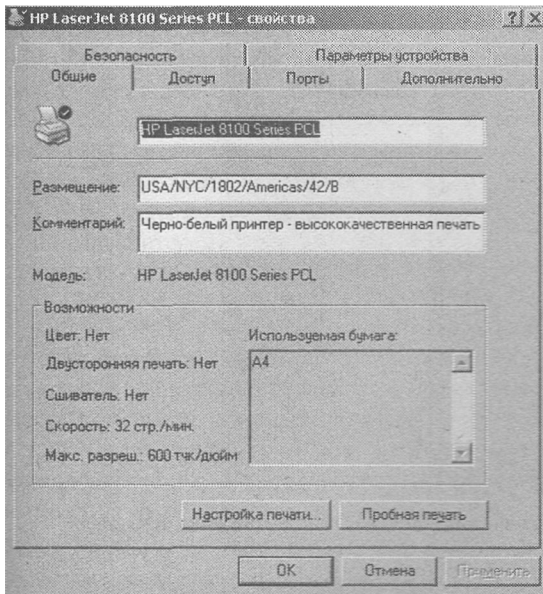 HP LaserJet 8100 Series PCL - свойства
Безопасность Параметры устройства
Общие Доступ Порты Дополнительно
HP LaserJet 8100 Series PCL
Размещение: USA/NYC/1802/Americas/42/B
Комментарий: Черно-белый принтер - высококачественная печать
Модель: HP LaserJet 8100 Series PCL
Возможности
Цвет: Нет Используемая бумага:
Двусторонняя печать: Нет A4
Сшиватель: Нет
Скорость: 32 стр./мин.
Макс. разреш.: 600 тчк/дюйм
Настройка печати... Пробная печать
OK Отмена Применить